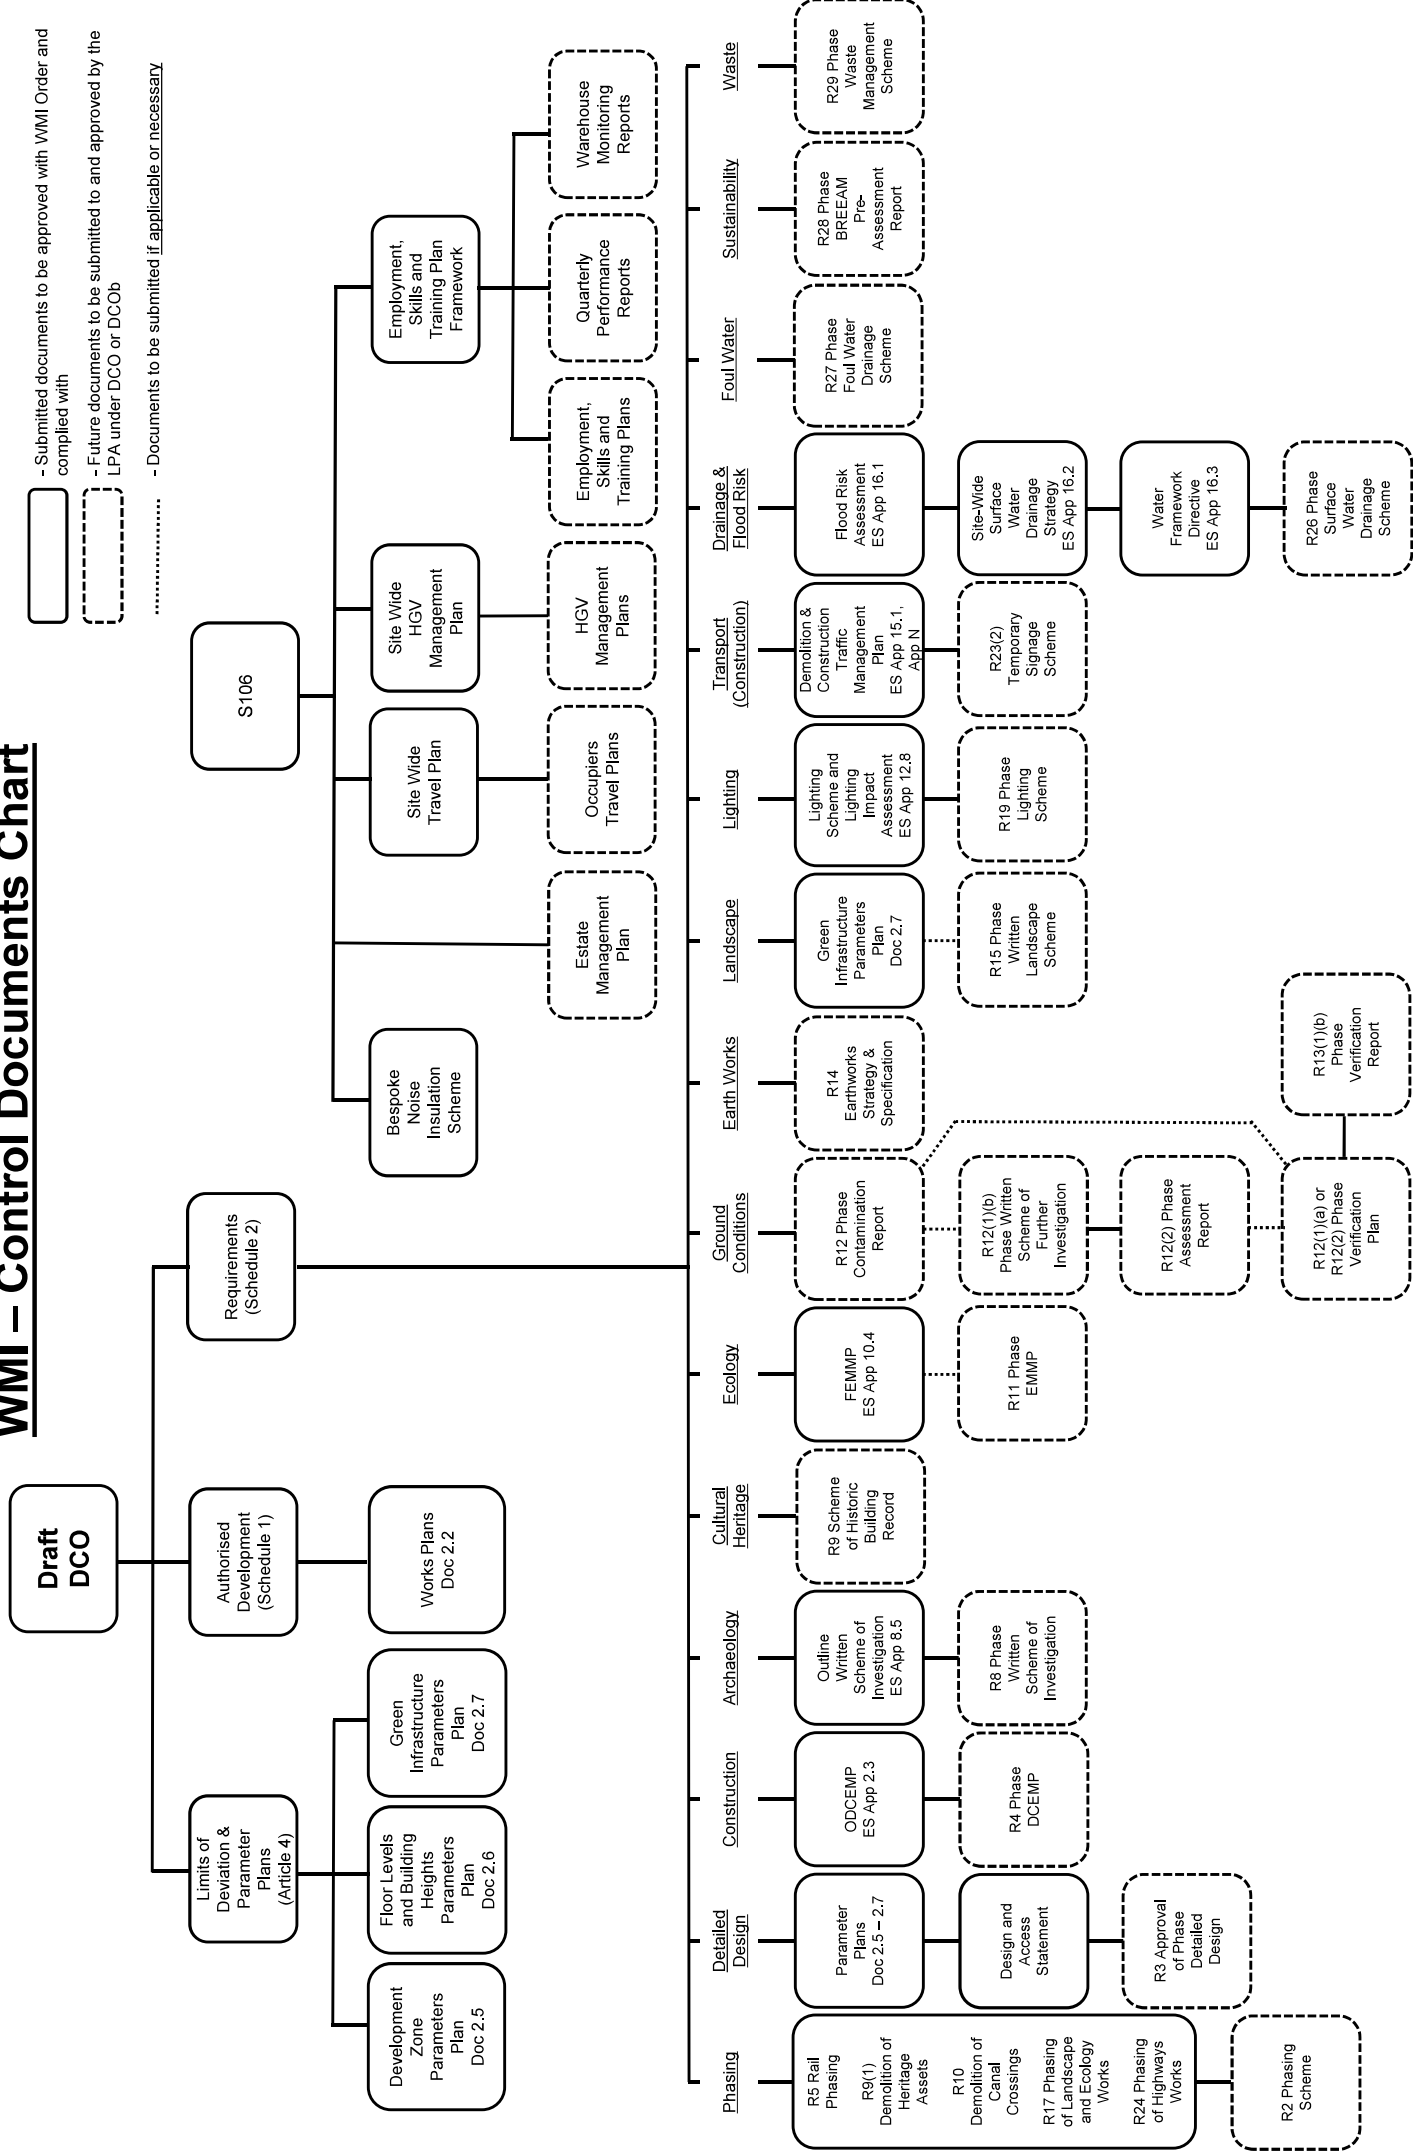 WMI – Control Documents Chart
- Submitted documents to be approved with WMI Order and
complied with
- Future documents to be submitted to and approved by the
LPA under DCO or DCOb
- Documents to be submitted if applicable or necessary
Draft
DCO
Limits of
Deviation &
Parameter
Plans
(Article 4)
Authorised
Development
(Schedule 1)
Requirements
(Schedule 2)
S106
Development
Zone
Parameters
Plan
Doc 2.5
Floor Levels
and Building
Heights
Parameters
Plan
Doc 2.6
Green
Infrastructure
Parameters
Plan
Doc 2.7
Works Plans
Doc 2.2
Bespoke
Noise
Insulation
Scheme
Site Wide
Travel Plan
Site Wide
HGV
Management
Plan
Employment,
Skills and
Training Plan
Framework
Estate
Management
Plan
Occupiers
Travel Plans
HGV
Management
Plans
Employment,
Skills and
Training Plans
Quarterly
Performance
Reports
Warehouse
Monitoring
Reports
Phasing
R5 Rail
Phasing
R9(1)
Demolition of
Heritage
Assets
R10
Demolition of
Canal
Crossings
R17 Phasing
of Landscape
and Ecology
Works
R24 Phasing
of Highways
Works
R2 Phasing
Scheme
Detailed
Design
Parameter
Plans
Doc 2.5 – 2.7
Design and
Access
Statement
R3 Approval
of Phase
Detailed
Design
Construction
ODCEMP
ES App 2.3
R4 Phase
DCEMP
Archaeology
Outline
Written
Scheme of
Investigation
ES App 8.5
R8 Phase
Written
Scheme of
Investigation
Cultural
Heritage
R9 Scheme
of Historic
Building
Record
Ecology
FEMMP
ES App 10.4
R11 Phase
EMMP
Ground
Conditions
R12 Phase
Contamination
Report
R12(1)(b)
Phase Written
Scheme of
Further
Investigation
R12(2) Phase
Assessment
Report
R12(1)(a) or
R12(2) Phase
Verification
Plan
R13(1)(b)
Phase
Verification
Report
Earth Works
R14
Earthworks
Strategy &
Specification
Landscape
Green
Infrastructure
Parameters
Plan
Doc 2.7
R15 Phase
Written
Landscape
Scheme
Lighting
Lighting
Scheme and
Lighting
Impact
Assessment
ES App 12.8
R19 Phase
Lighting
Scheme
Transport
(Construction)
Demolition &
Construction
Traffic
Management
Plan
ES App 15.1,
App N
R23(2)
Temporary
Signage
Scheme
Drainage &
Flood Risk
Flood Risk
Assessment
ES App 16.1
Site-Wide
Surface
Water
Drainage
Strategy
ES App 16.2
Water
Framework
Directive
ES App 16.3
R26 Phase
Surface
Water
Drainage
Scheme
Foul Water
R27 Phase
Foul Water
Drainage
Scheme
Sustainability
R28 Phase
BREEAM
Pre-
Assessment
Report
Waste
R29 Phase
Waste
Management
Scheme